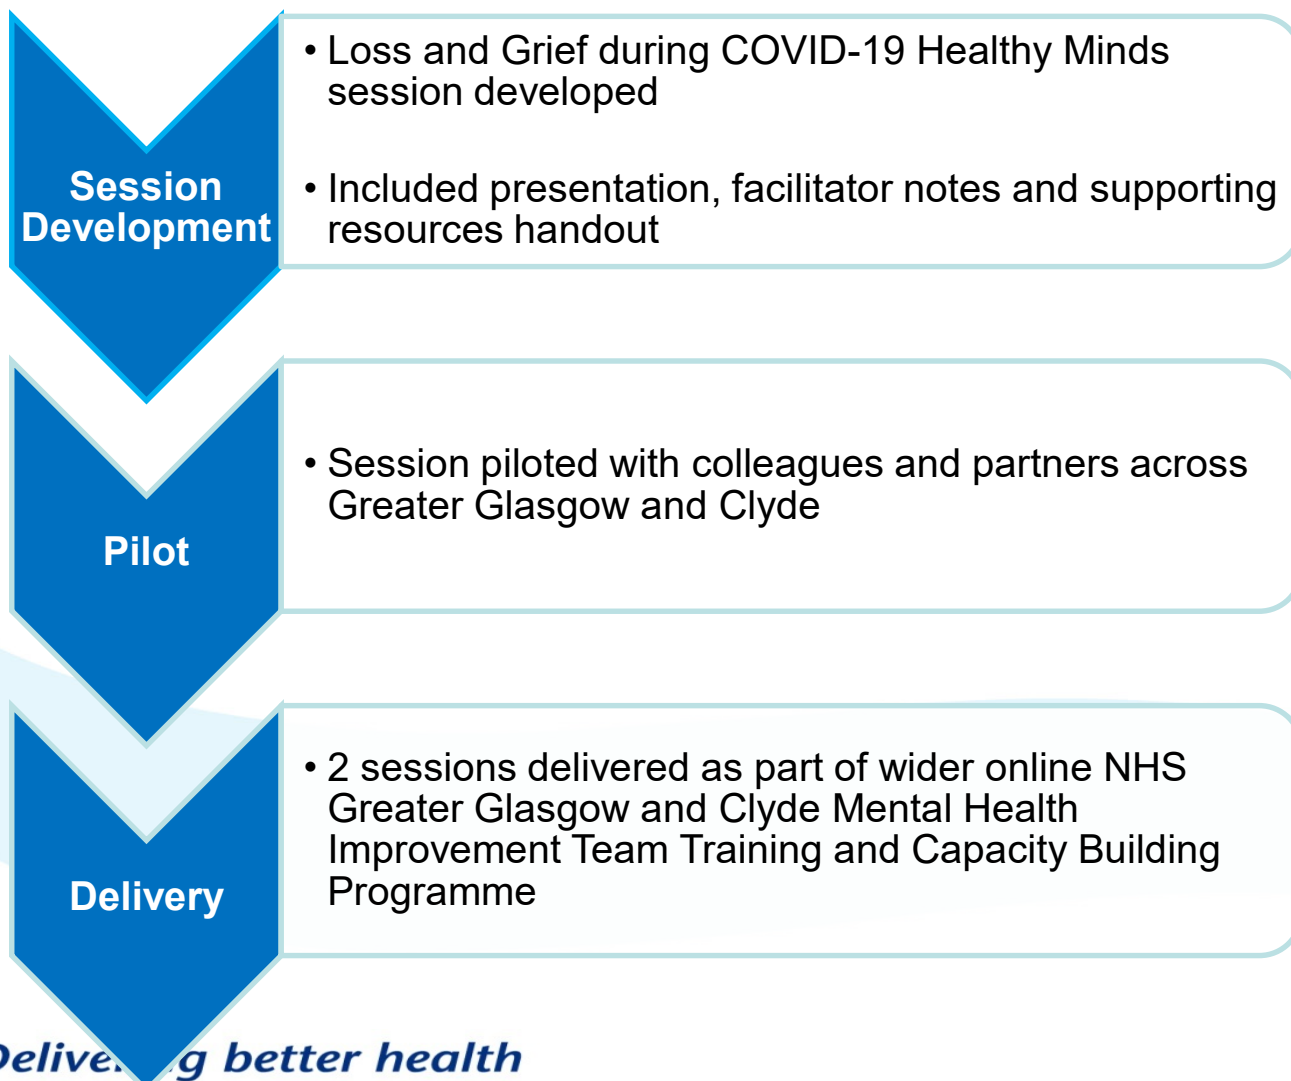 Session
Development
• Loss and Grief during COVID-19 Healthy Minds
session developed
• Included presentation, facilitator notes and supporting
resources handout
Pilot
• Session piloted with colleagues and partners across
Greater Glasgow and Clyde
Delivery
• 2 sessions delivered as part of wider online NHS
Greater Glasgow and Clyde Mental Health
Improvement Team Training and Capacity Building
Programme
better health